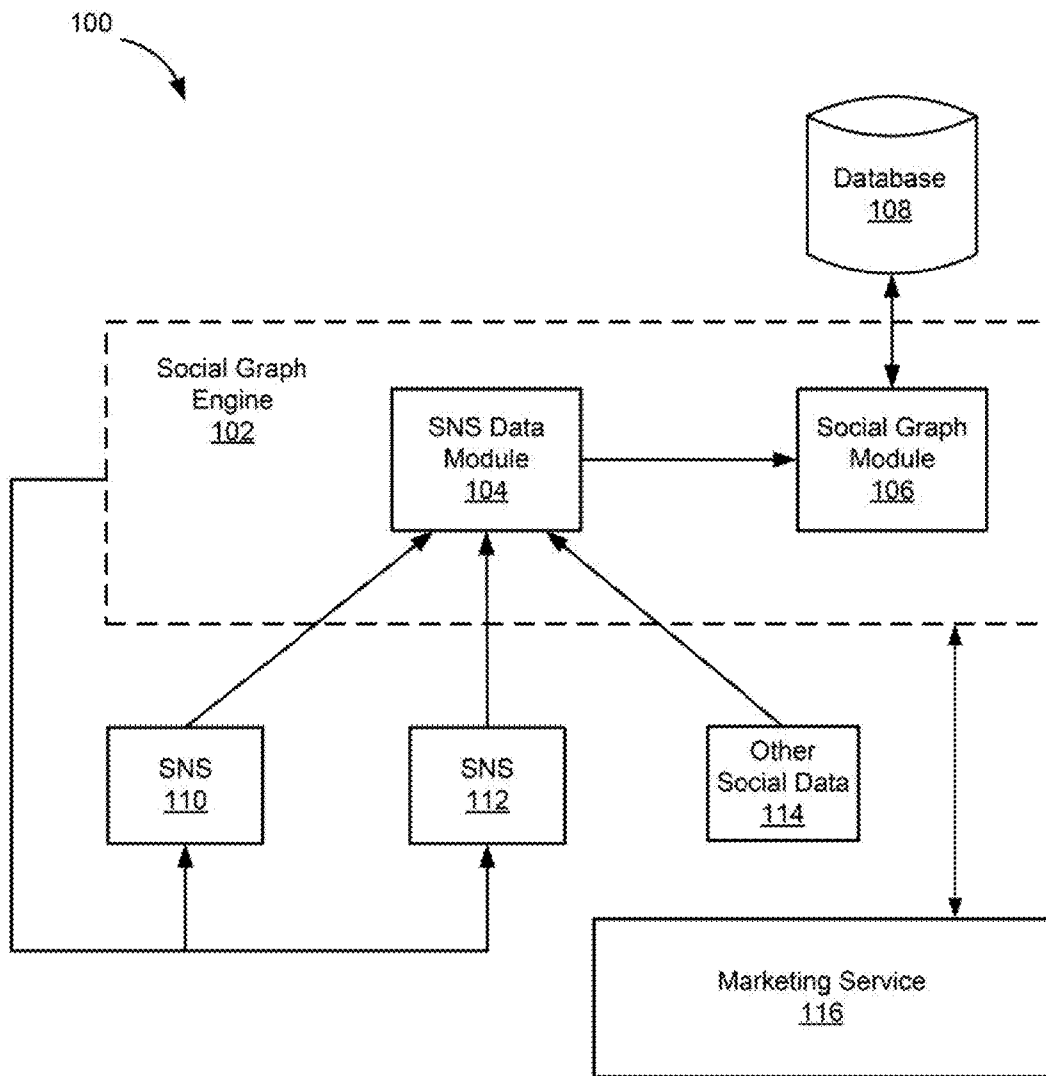 100
Database
108
Social Graph
Engine
102
SNS Data
Module
104
Social Graph
Module
106
SNS
110
SNS
112
Other
Social Data
114
Marketing Service
116